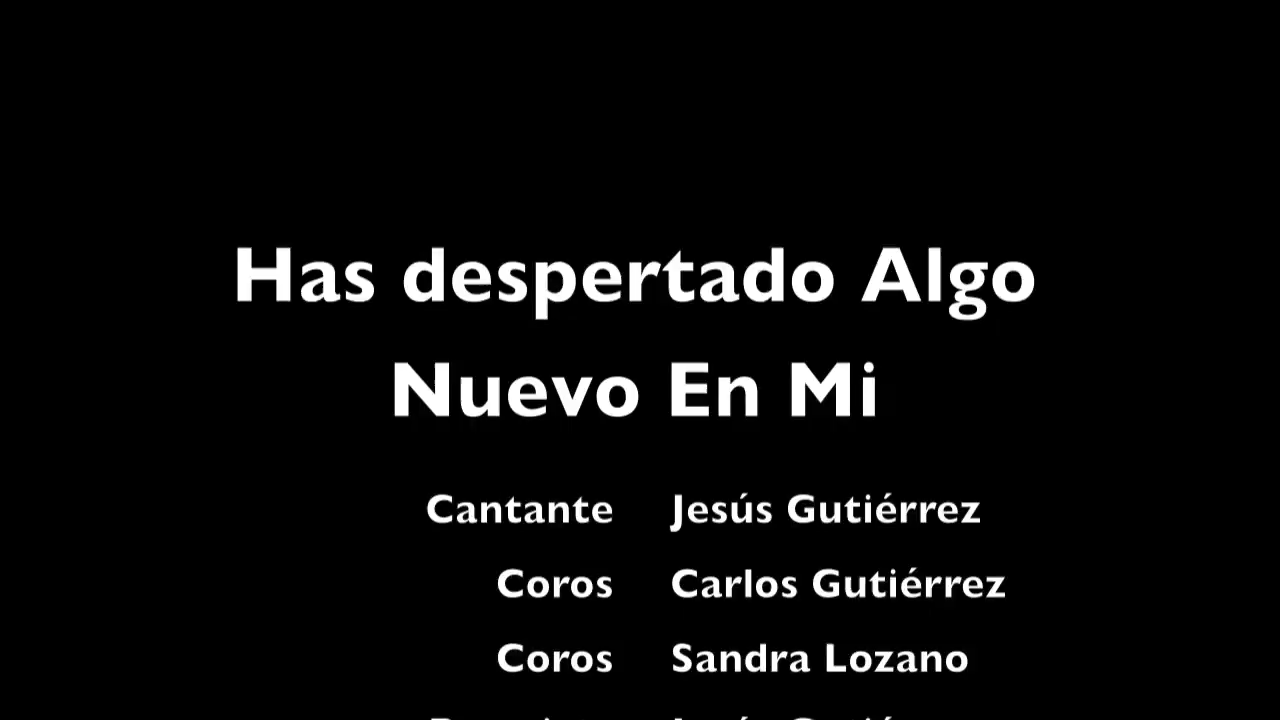 Has despertado Algo
Nuevo En Mi
Cantante Jesús Gutiérrez
Coros Carlos Gutiérrez
Coros Sandra Lozano